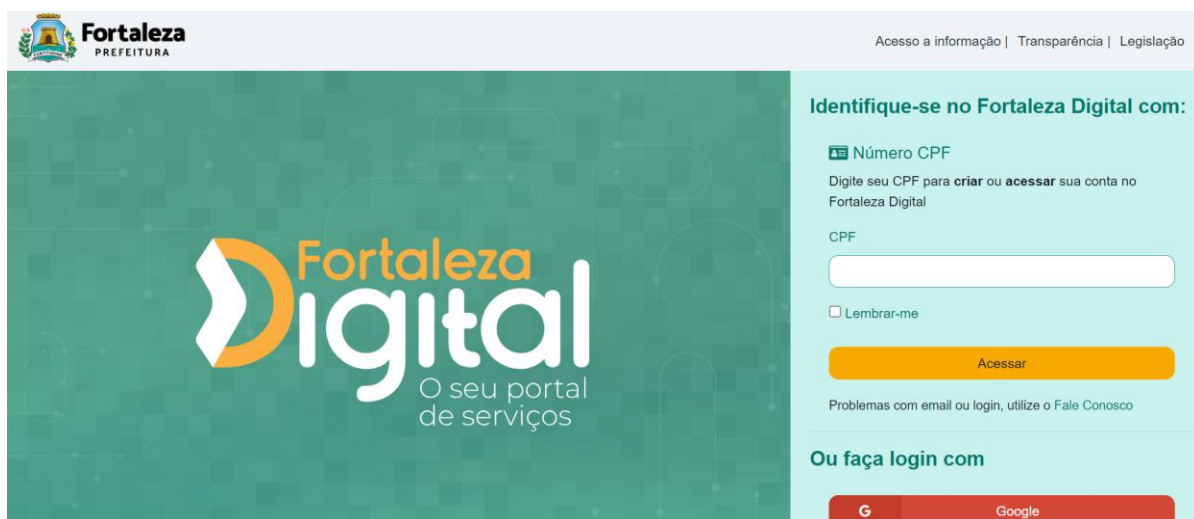 Fortaleza
PREFEITURA
Acesso a informação | Transparência | Legislação
Fortaleza
Digital
O seu portal
de serviços
Identifique-se no Fortaleza Digital com:
Número CPF
Digite seu CPF para criar ou acessar sua conta no
Fortaleza Digital
CPF
Lembrar-me
Acessar
Problemas com email ou login, utilize o Fale Conosco
Ou faça login com
G Google